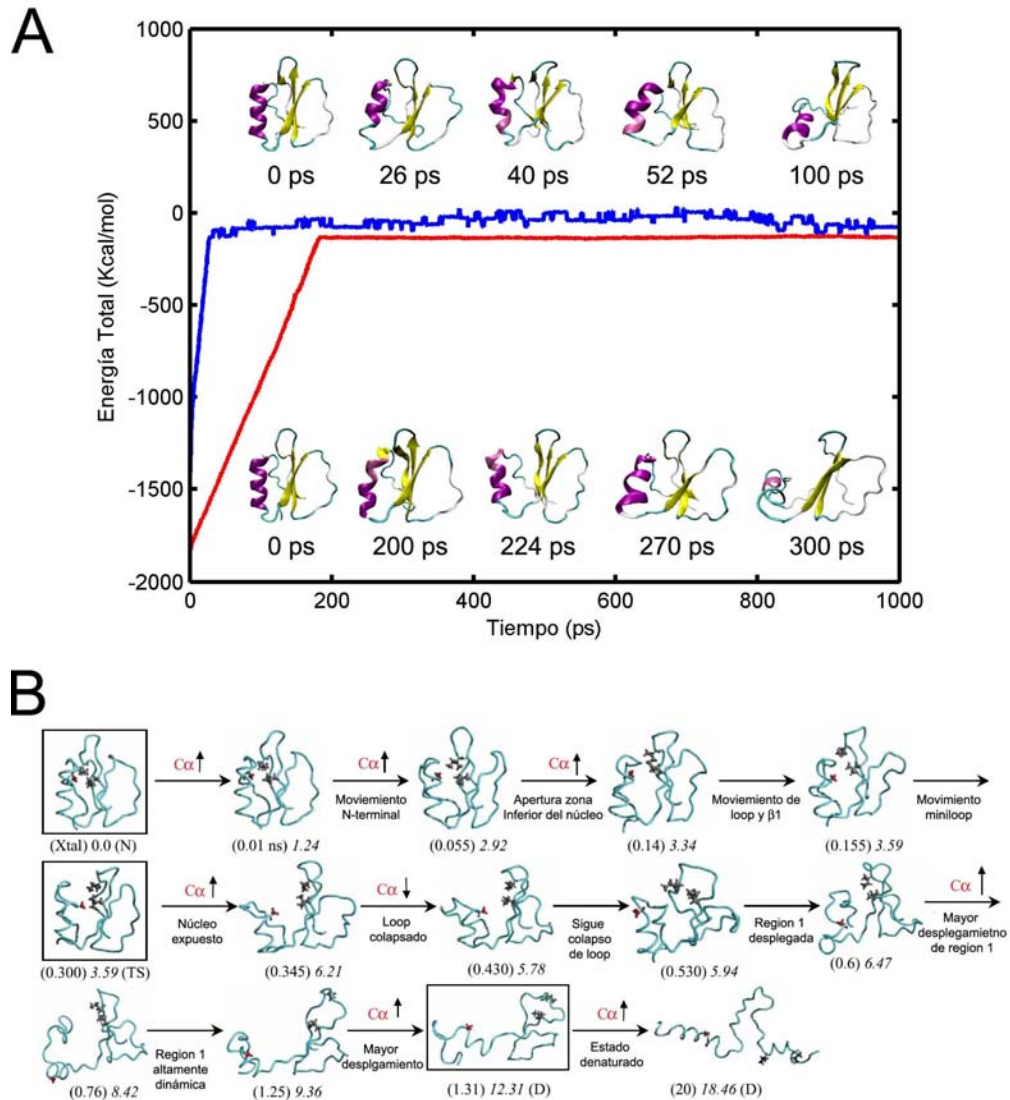 A
1000
500
0
-500
-1000
-1500
-2000
Energía Total (Kcal/mol)
0 ps 26 ps 40 ps 52 ps 100 ps
0 ps 200 ps 224 ps 270 ps 300 ps
0 200 400 600 800 1000
Tiempo (ps)
B
Cα Cα Cα
Moviemiento
N-terminal
Apertura zona
Inferior del núcleo
Moviemiento de
loop y β1
Movimiento
miniloop
(Xtal) 0.0 (N) (0.01 ns) 1.24 (0.055) 2.92 (0.14) 3.34 (0.155) 3.59
Cα Cα Cα
Núcleo
expuesto
Loop
colapsado
Sigue
colapso
de loop
Region 1
desplegada
Mayor
desplegamietno
de region 1
(0.300) 3.59 (TS) (0.345) 6.21 (0.430) 5.78 (0.530) 5.94 (0.6) 6.47
Cα Cα
Region 1
altamente
dinámica
Mayor
desplgamiento
Estado
denaturado
(0.76) 8.42 (1.25) 9.36 (1.31) 12.31 (D) (20) 18.46 (D)